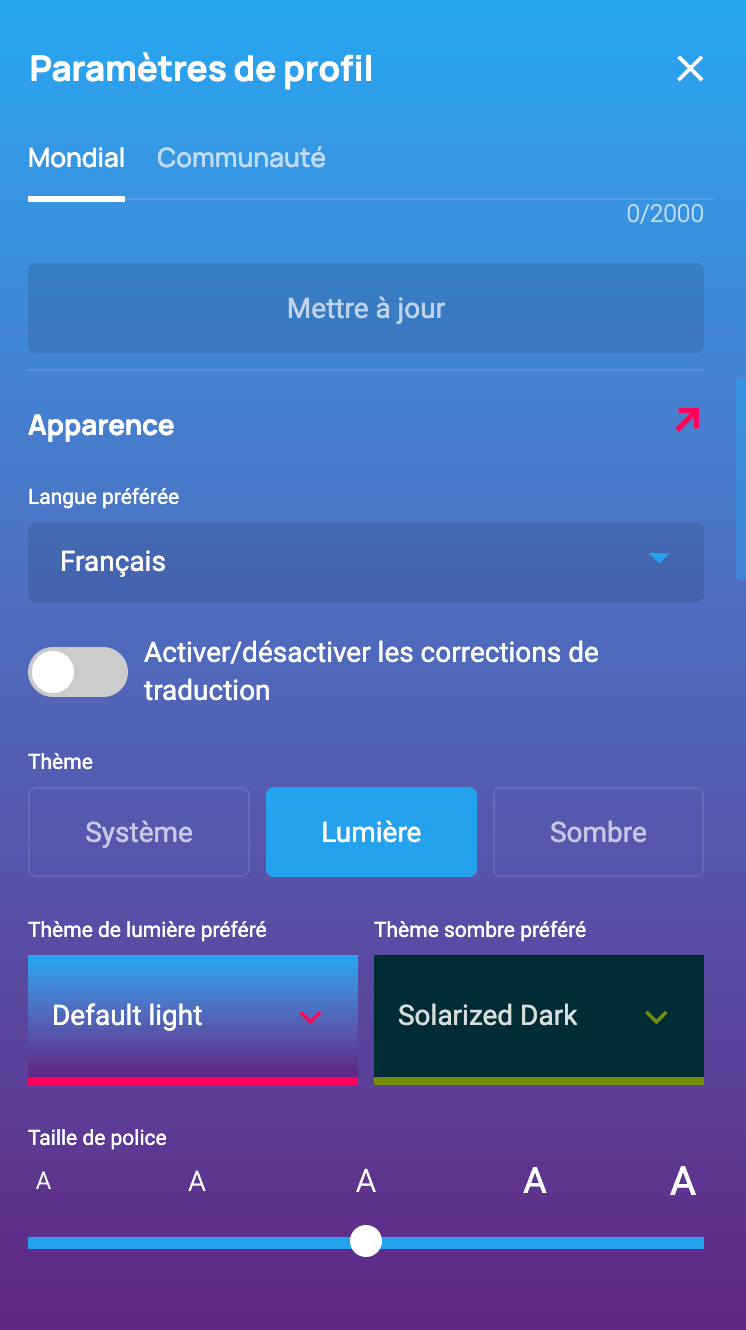 Paramètres de profil
Mondial Communauté
0/2000
Mettre à jour
Apparence
Langue préférée
Français
Activer/désactiver les corrections de
traduction
Thème
Système Lumière Sombre
Thème de lumière préféré Thème sombre préféré
Default light Solarized Dark
Taille de police
A A A A A